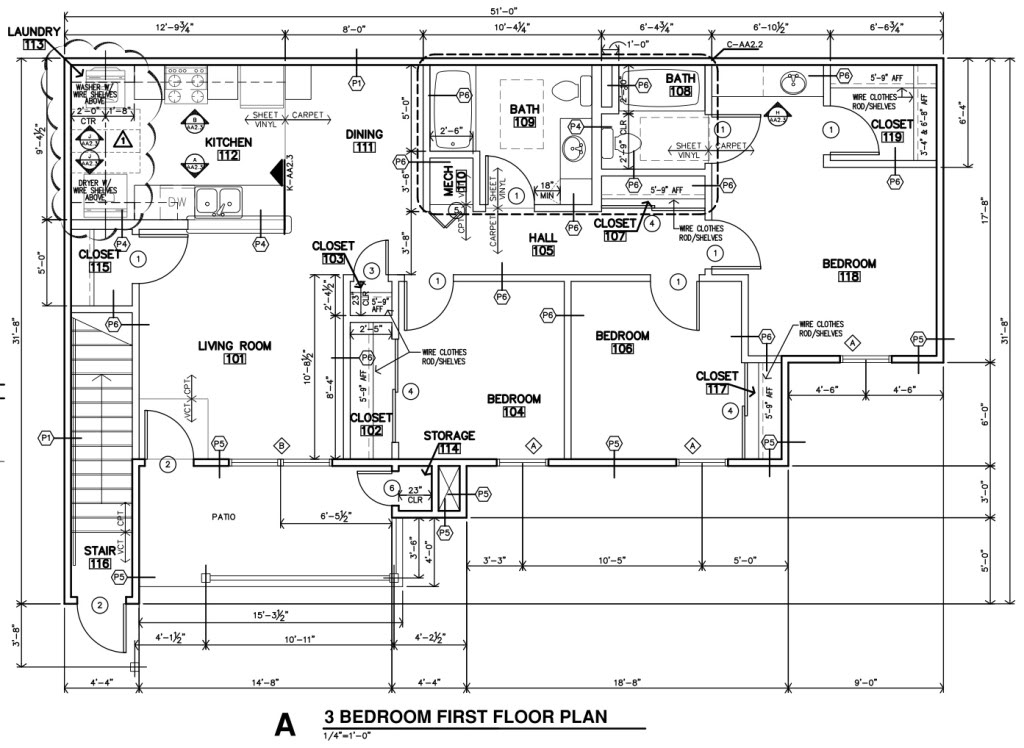 51'-0"
12'-9¾"
8'-0"
10'-4¼"
6'-4¾"
6'-10½"
6'-6¾"
1'-0"
C-AA2.2
LAUNDRY
113
WASHER W/
WIRE SHELVES
ABOVE
2'-0"
1'-8"
CTR
9'-4½"
J
AA2.3
J
AA2.3
1
DRYER W/
WIRE SHELVES
ABOVE
B
AA2.3
A
AA2.3
KITCHEN
112
DW
K-AA2.3
SHEET
VINYL
CARPET
P1
DINING
111
5'-0"
3'-6"
3'-8"
P6
2'-6"
P6
MECH
110
5
CPT
BATH
109
SHEET
VINYL
CARPET
1
18"
MIN
P4
P6
BATH
108
P6
CLR
2'-9"
SHEET
VINYL
CARPET
P6
P6
5'-9" AFF
CLOSET
107
4
WIRE CLOTHES
ROD/SHELVES
1
H
AA2.3
P6
5'-9" AFF
WIRE CLOTHES
ROD/SHELVES
1
CLOSET
119
3'-4" & 6'-8" AFF
P6
6'-4"
17'-8"
31'-8"
5'-0"
P4
CLOSET
115
1
P4
P6
HALL
105
CLOSET
103
3
2'-4½"
23"
CLR
5'-9"
AFF
1
P6
1
1
BEDROOM
118
31'-8"
LIVING ROOM
101
10'-8½"
8'-4"
2'-5"
P6
5'-9" AFF
WIRE CLOTHES
ROD/SHELVES
4
CLOSET
102
P6
BEDROOM
104
BEDROOM
106
P6
WIRE CLOTHES
ROD/SHELVES
CLOSET
117
4
5'-9" AFF
A
P5
4'-6"
4'-6"
6'-0"
VCT
CPT
P1
2
P5
B
STORAGE
114
A
P5
A
P5
6
23"
CLR
P5
P5
3'-0"
PATIO
6'-5½"
CPT
VCT
STAIR
116
P5
2
3'-6"
4'-0"
3'-3"
10'-5"
5'-0"
5'-0"
3'-8"
15'-3½"
4'-1½"
10'-11"
4'-2½"
4'-4"
14'-8"
4'-4"
18'-8"
9'-0"
A
3 BEDROOM FIRST FLOOR PLAN
1/4"=1'-0"